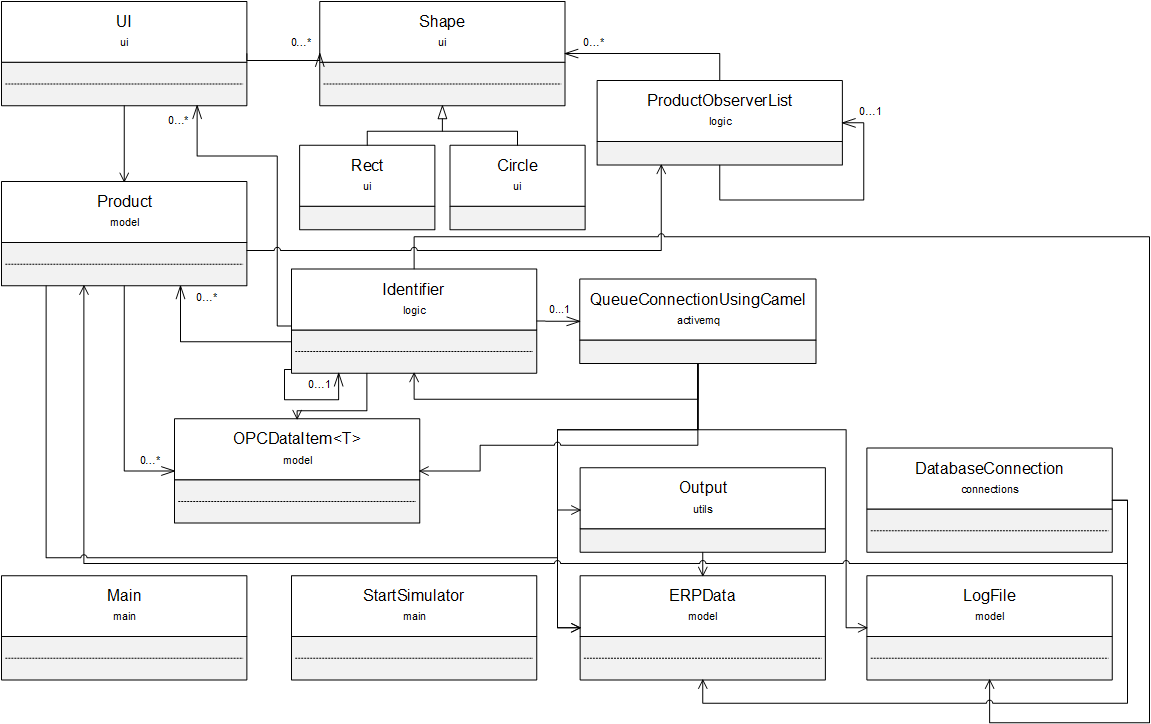 UI
ui
0...*
Shape
ui
0...*
ProductObserverList
logic
0...1
0...*
Rect
ui
Circle
ui
Product
model
0...*
Identifier
logic
0...1
QueueConnectionUsingCamel
activemq
0...1
0...*
OPCDataItem<T>
model
Output
utils
DatabaseConnection
connections
Main
main
StartSimulator
main
ERPData
model
LogFile
model